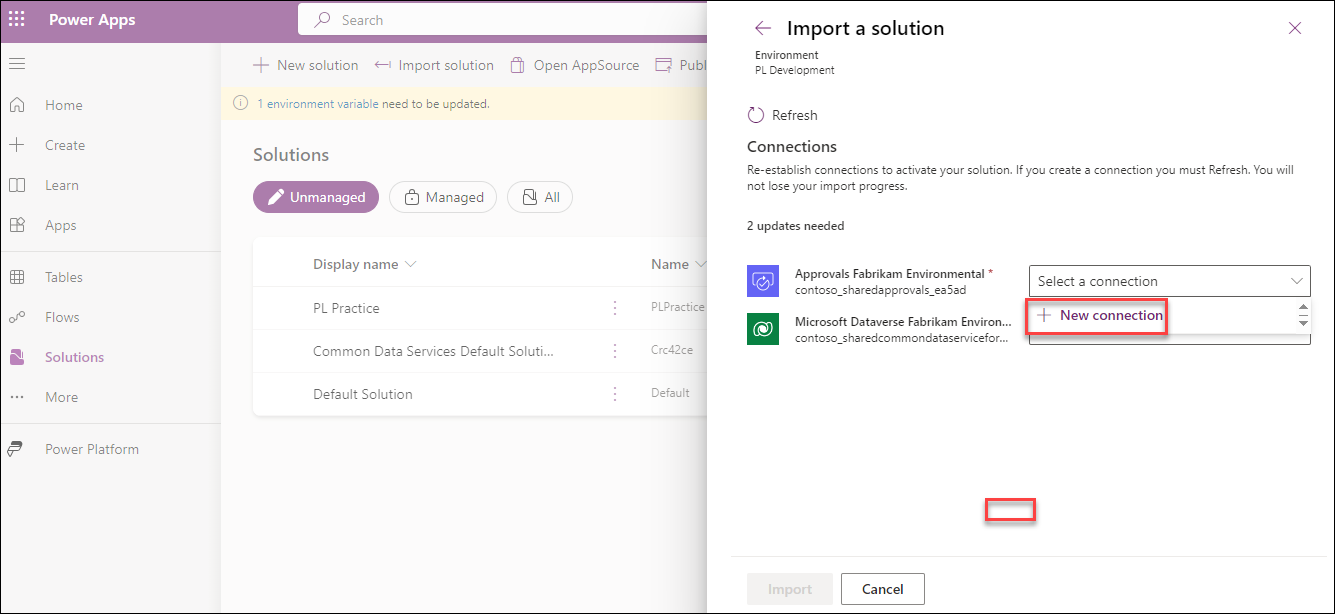 Power Apps
Search
Home
Create
Learn
Apps
Tables
Flows
Solutions
More
Power Platform
New solution
Import solution
Open AppSource
Publ
1 environment variable need to be updated.
Solutions
Unmanaged
Managed
All
Display name
Name
PL Practice
PLPractice
Common Data Services Default Soluti...
Crc42ce
Default Solution
Default
Import a solution
Environment
PL Development
Refresh
Connections
Re-establish connections to activate your solution. If you create a connection you must Refresh. You will
not lose your import progress.
2 updates needed
Approvals Fabrikam Environmental *
contoso_sharedapprovals_ea5ad
Select a connection
New connection
Microsoft Dataverse Fabrikam Environ...
contoso_sharedcommondataservicefor...
Import
Cancel